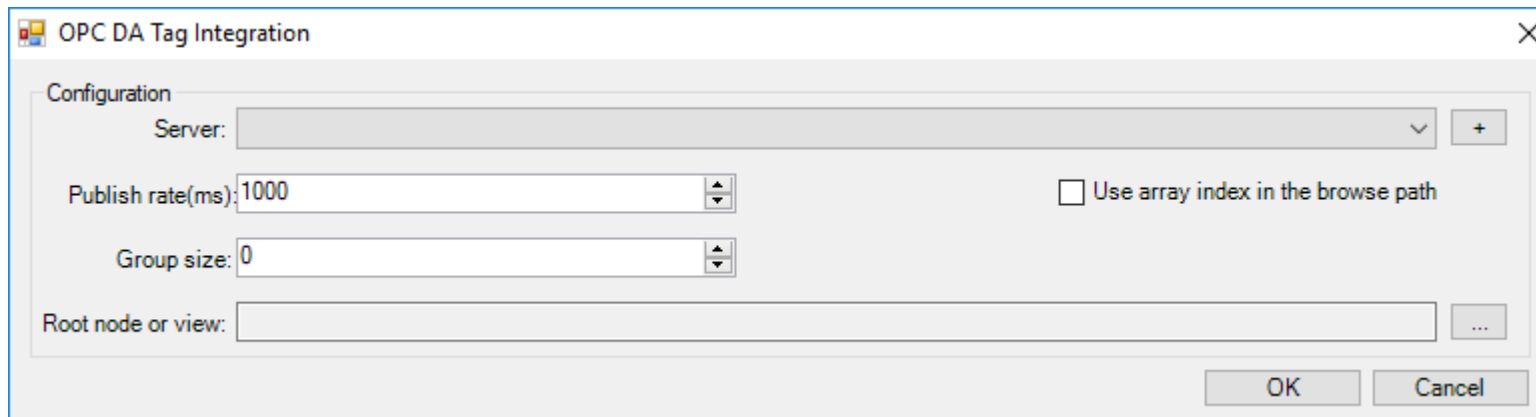 OPC DA Tag Integration
Configuration
Server:
+
Publish rate(ms): 1000
Use array index in the browse path
Group size: 0
Root node or view:
...
OK
Cancel